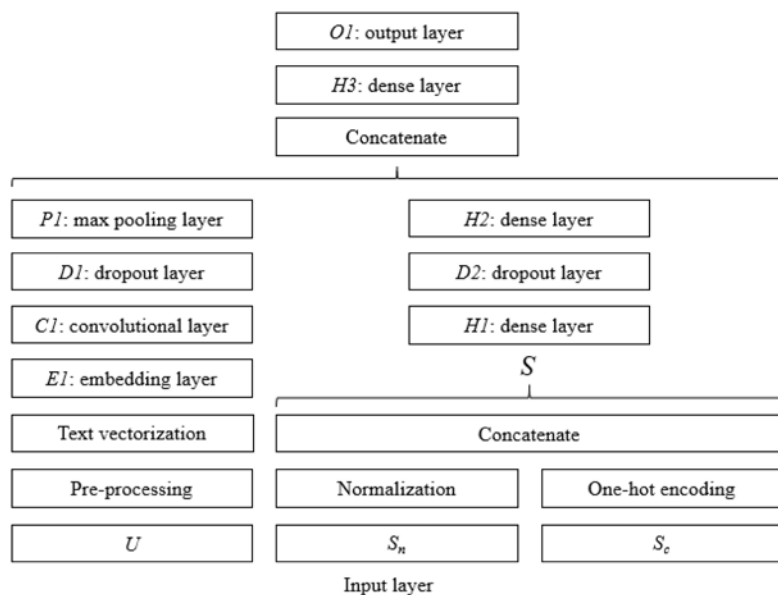 O1: output layer
H3: dense layer
Concatenate
P1: max pooling layer
H2: dense layer
D1: dropout layer
D2: dropout layer
C1: convolutional layer
H1: dense layer
S
E1: embedding layer
Text vectorization
Concatenate
Pre-processing
Normalization
One-hot encoding
U
Sn
Sc
Input layer